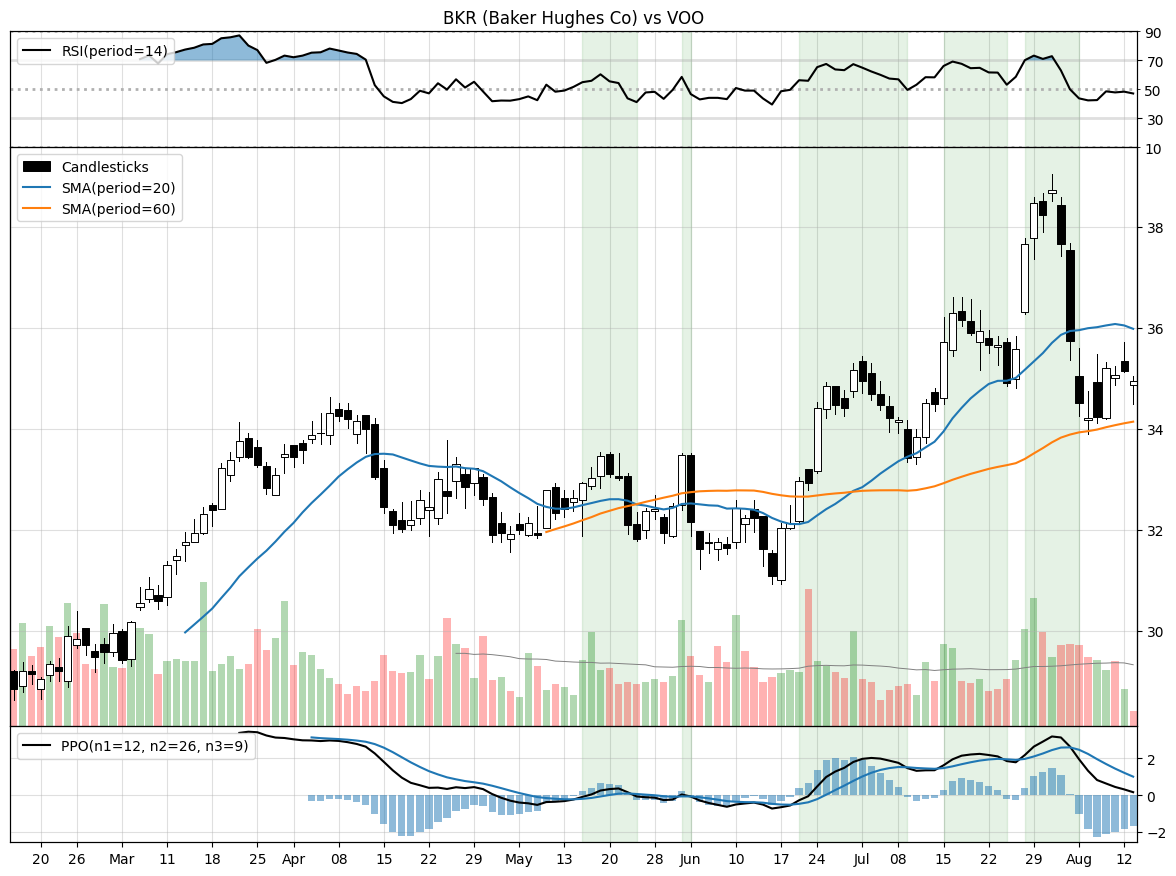 BKR (Baker Hughes Co) vs VOO
RSI(period=14)
90
70
50
30
10
Candlesticks
SMA(period=20)
SMA(period=60)
38
36
34
32
30
PPO(n1=12, n2=26, n3=9)
2
0
−2
20 26 Mar 11 18 25 Apr 08 15 22 29 May 13 20 28 Jun 10 17 24 Jul 08 15 22 29 Aug 12